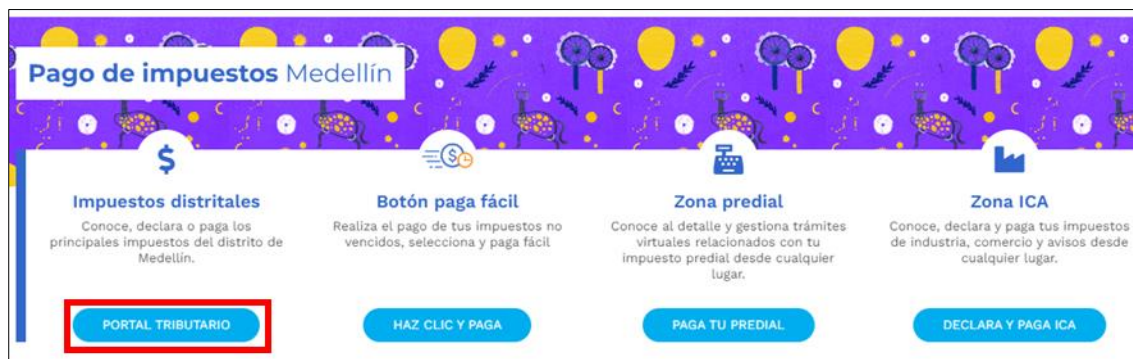 Pago de impuestos Medellín
Impuestos distritales
Conoce, declara o paga los
principales impuestos del distrito de
Medellín.
PORTAL TRIBUTARIO
Botón paga fácil
Realiza el pago de tus impuestos no
vencidos, selecciona y paga fácil
HAZ CLIC Y PAGA
Zona predial
Conoce al detalle y gestiona trámites
virtuales relacionados con tu
impuesto predial desde cualquier
lugar.
PAGA TU PREDIAL
Zona ICA
Conoce, declara y paga tus impuestos
de industria, comercio y avisos desde
cualquier lugar.
DECLARA Y PAGA ICA